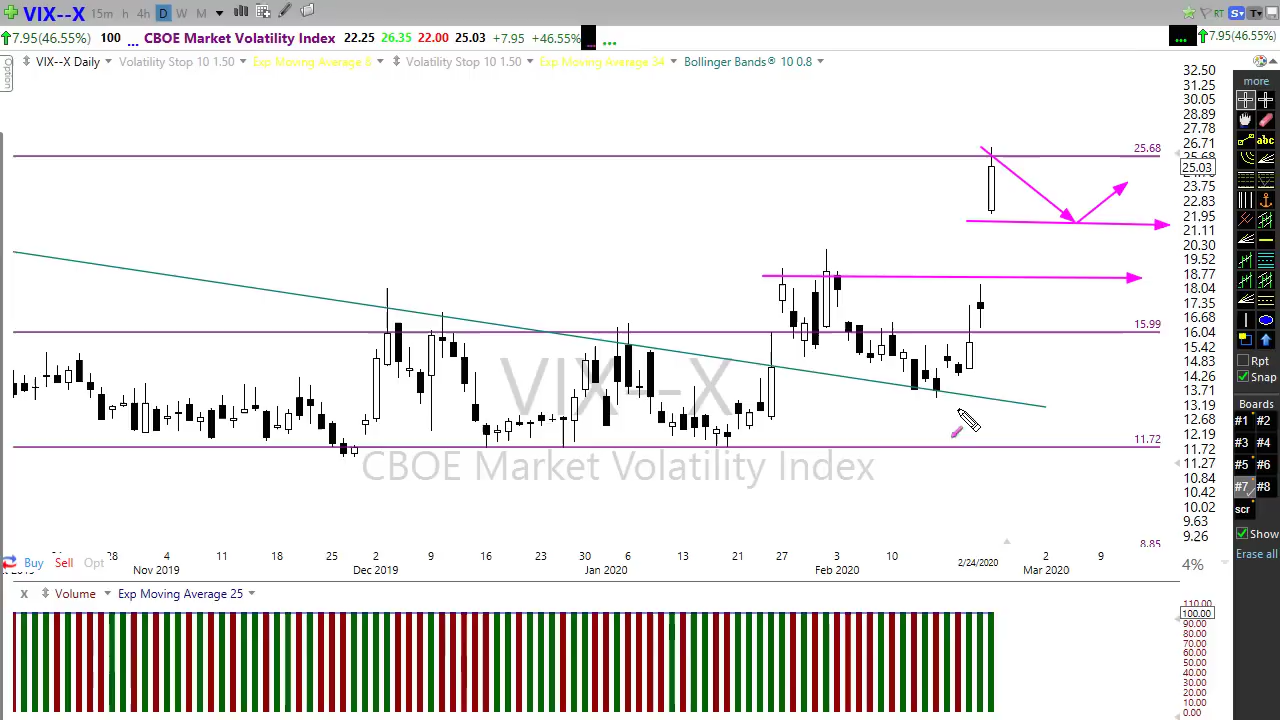 VIX--X 15m h 4h D W M RT S T 
7.95(46.55%) 100 ... CBOE Market Volatility Index 22.25 26.35 22.00 25.03 +7.95 +46.55% ... ... 7.95(46.55%)
Option
VIX--X Daily Volatility Stop 10 1.50 Exp Moving Average 8 Volatility Stop 10 1.50 Exp Moving Average 34 Bollinger Bands® 10 0.8
32.50
31.25
30.05
28.89
27.78
26.71
25.68
25.68
25.03
23.75
22.83
21.95
21.11
20.30
19.52
18.77
18.04
17.35
16.68
15.99
16.04
15.42
14.83
14.26
13.71
13.19
12.68
12.19
11.72
11.72
11.27
10.84
10.42
10.02
9.63
9.26
8.85
VIX--X
CBOE Market Volatility Index
more
abc
Rpt
Snap
Boards
#1 #2
#3 #4
#5 #6
#7 #8
scr
Show
Erase all
28 4 11 18 25 2 9 16 23 30 6 13 21 27 3 10 2/24/2020 2 9
Nov 2019 Dec 2019 Jan 2020 Feb 2020 Mar 2020
Buy Sell Opt 4%
x Volume Exp Moving Average 25
110.00
100.00
90.00
80.00
70.00
60.00
50.00
40.00
30.00
20.00
10.00
0.00